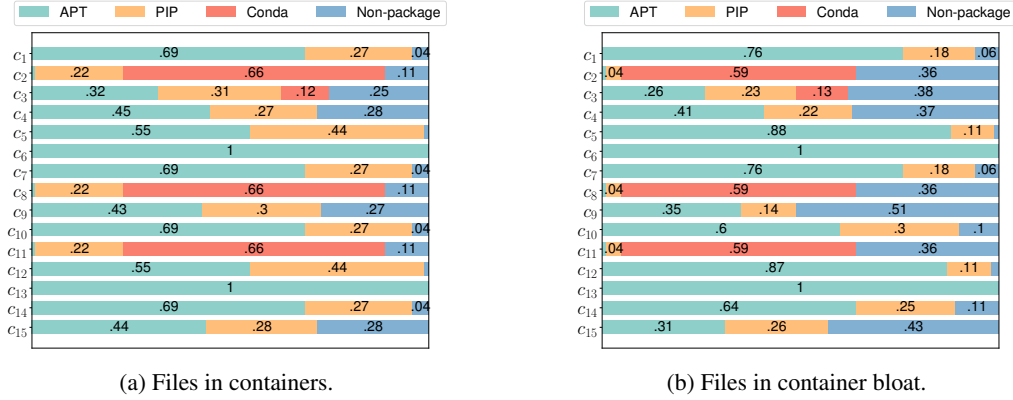 APT PIP Conda Non-package
c1 .69 .27 .04
c2 .22 .66 .11
c3 .32 .31 .12 .25
c4 .45 .27 .28
c5 .55 .44
c6 1
c7 .69 .27 .04
c8 .22 .66 .11
c9 .43 .3 .27
c10 .69 .27 .04
c11 .22 .66 .11
c12 .55 .44
c13 1
c14 .69 .27 .04
c15 .44 .28 .28
(a) Files in containers.
APT PIP Conda Non-package
c1 .76 .18 .06
c2 .04 .59 .36
c3 .26 .23 .13 .38
c4 .41 .22 .37
c5 .88 .11
c6 1
c7 .76 .18 .06
c8 .04 .59 .36
c9 .35 .14 .51
c10 .6 .3 .1
c11 .04 .59 .36
c12 .87 .11
c13 1
c14 .64 .25 .11
c15 .31 .26 .43
(b) Files in container bloat.